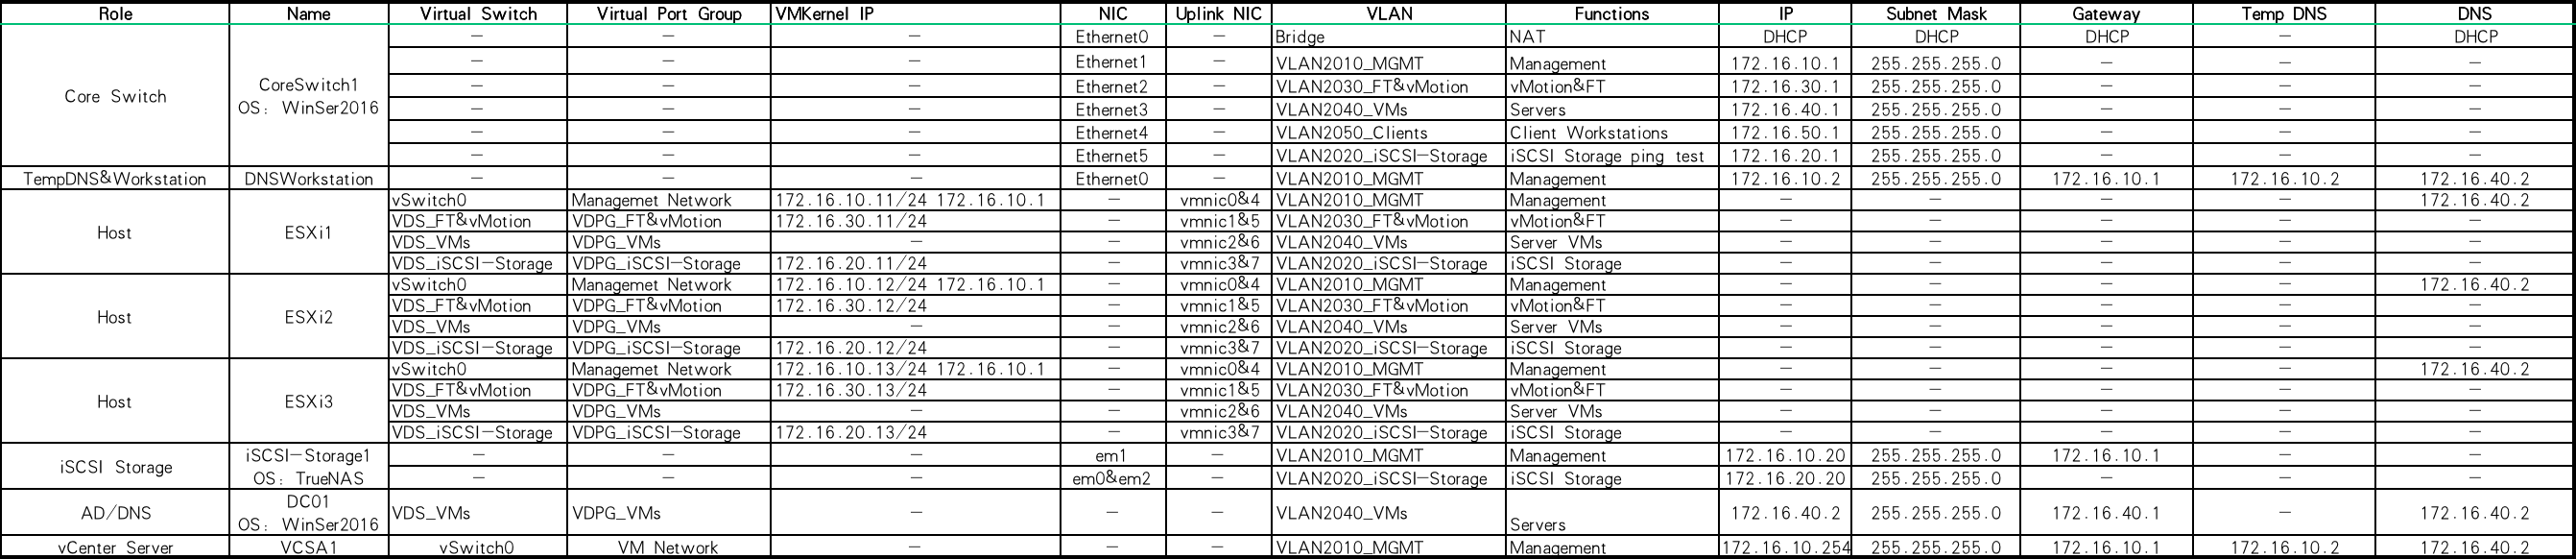 Role Name Virtual Switch Virtual Port Group VMKernel IP NIC Uplink NIC VLAN Functions IP Subnet Mask Gateway Temp DNS DNS
Core Switch CoreSwitch1 OS: WinSer2016 — — — Ethernet0 — Bridge NAT DHCP DHCP DHCP — DHCP
— — — Ethernet1 — VLAN2010_MGMT Management 172.16.10.1 255.255.255.0 — — —
— — — Ethernet2 — VLAN2030_FT&vMotion vMotion&FT 172.16.30.1 255.255.255.0 — — —
— — — Ethernet3 — VLAN2040_VMs Servers 172.16.40.1 255.255.255.0 — — —
— — — Ethernet4 — VLAN2050_Clients Client Workstations 172.16.50.1 255.255.255.0 — — —
— — — Ethernet5 — VLAN2020_iSCSI-Storage iSCSI Storage ping test 172.16.20.1 255.255.255.0 — — —
TempDNS&Workstation DNSWorkstation — — — Ethernet0 — VLAN2010_MGMT Management 172.16.10.2 255.255.255.0 172.16.10.1 172.16.10.2 172.16.40.2
Host ESXi1 vSwitch0 Managemet Network 172.16.10.11/24 172.16.10.1 — vmnic0&4 VLAN2010_MGMT Management — — — — 172.16.40.2
VDS_FT&vMotion VDPG_FT&vMotion 172.16.30.11/24 — vmnic1&5 VLAN2030_FT&vMotion vMotion&FT — — — — —
VDS_VMs VDPG_VMs — — vmnic2&6 VLAN2040_VMs Server VMs — — — — —
VDS_iSCSI-Storage VDPG_iSCSI-Storage 172.16.20.11/24 — vmnic3&7 VLAN2020_iSCSI-Storage iSCSI Storage — — — — —
Host ESXi2 vSwitch0 Managemet Network 172.16.10.12/24 172.16.10.1 — vmnic0&4 VLAN2010_MGMT Management — — — — 172.16.40.2
VDS_FT&vMotion VDPG_FT&vMotion 172.16.30.12/24 — vmnic1&5 VLAN2030_FT&vMotion vMotion&FT — — — — —
VDS_VMs VDPG_VMs — — vmnic2&6 VLAN2040_VMs Server VMs — — — — —
VDS_iSCSI-Storage VDPG_iSCSI-Storage 172.16.20.12/24 — vmnic3&7 VLAN2020_iSCSI-Storage iSCSI Storage — — — — —
Host ESXi3 vSwitch0 Managemet Network 172.16.10.13/24 172.16.10.1 — vmnic0&4 VLAN2010_MGMT Management — — — — 172.16.40.2
VDS_FT&vMotion VDPG_FT&vMotion 172.16.30.13/24 — vmnic1&5 VLAN2030_FT&vMotion vMotion&FT — — — — —
VDS_VMs VDPG_VMs — — vmnic2&6 VLAN2040_VMs Server VMs — — — — —
VDS_iSCSI-Storage VDPG_iSCSI-Storage 172.16.20.13/24 — vmnic3&7 VLAN2020_iSCSI-Storage iSCSI Storage — — — — —
iSCSI Storage iSCSI-Storage1 OS: TrueNAS — — — em1 — VLAN2010_MGMT Management 172.16.10.20 255.255.255.0 172.16.10.1 — —
— — — em0&em2 — VLAN2020_iSCSI-Storage iSCSI Storage 172.16.20.20 255.255.255.0 — — —
AD/DNS DC01 OS: WinSer2016 VDS_VMs VDPG_VMs — — — VLAN2040_VMs Servers 172.16.40.2 255.255.255.0 172.16.40.1 — 172.16.40.2
vCenter Server VCSA1 vSwitch0 VM Network — — — VLAN2010_MGMT Management 172.16.10.254 255.255.255.0 172.16.10.1 172.16.10.2 172.16.40.2